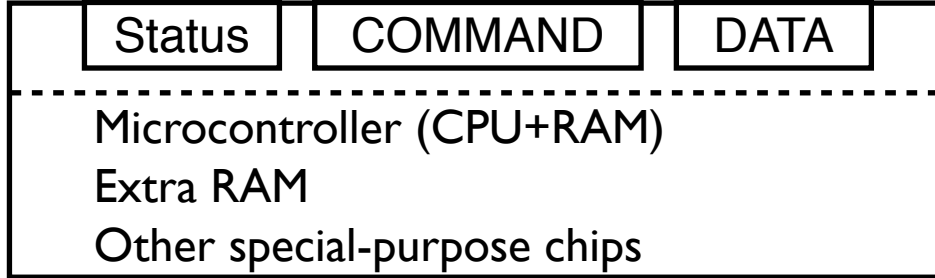 Status COMMAND DATA
Microcontroller (CPU+RAM)
Extra RAM
Other special-purpose chips